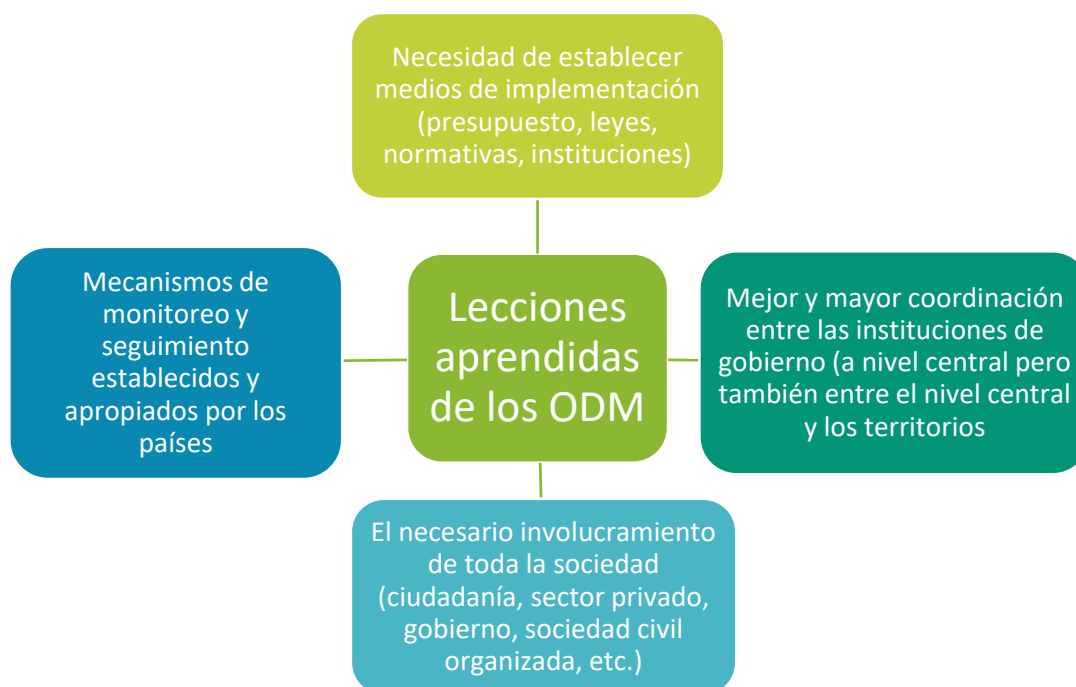 Necesidad de establecer
medios de implementación
(presupuesto, leyes,
normativas, instituciones)
Mecanismos de
monitoreo y
seguimiento
establecidos y
apropiados por los
países
Lecciones
aprendidas
de los ODM
Mejor y mayor coordinación
entre las instituciones de
gobierno (a nivel central pero
también entre el nivel central
y los territorios
El necesario involucramiento
de toda la sociedad
(ciudadanía, sector privado,
gobierno, sociedad civil
organizada, etc.)